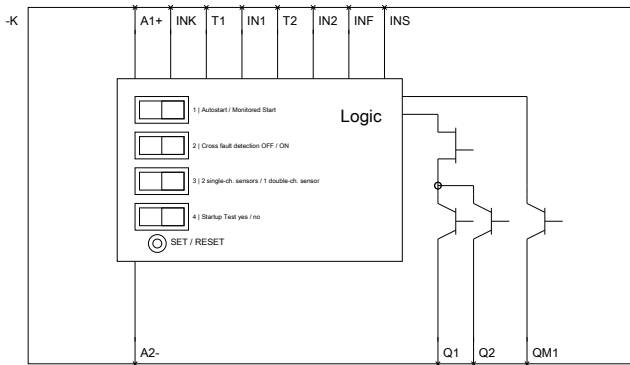 -K A1+ INK T1 IN1 T2 IN2 INF INS
1 | Autostart / Monitored Start
Logic
2 | Cross fault detection OFF / ON
3 | 2 single-ch. sensors / 1 double-ch. sensor
4 | Startup Test yes / no
SET / RESET
A2- Q1 Q2 QM1